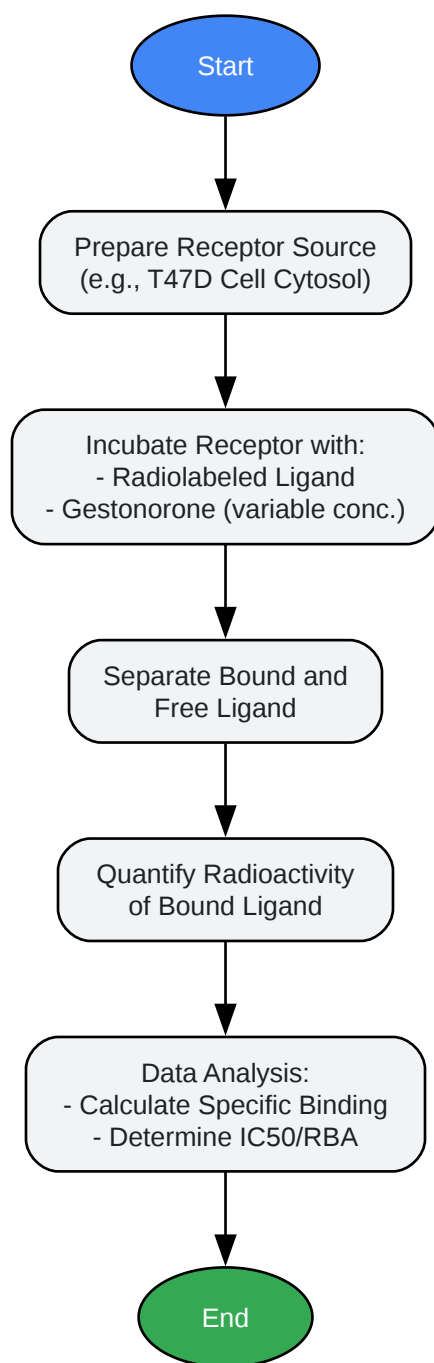 Start
Prepare Receptor Source
(e.g., T47D Cell Cytosol)
Incubate Receptor with:
- Radiolabeled Ligand
- Gestonorone (variable conc.)
Separate Bound and
Free Ligand
Quantify Radioactivity
of Bound Ligand
Data Analysis:
- Calculate Specific Binding
- Determine IC50/RBA
End